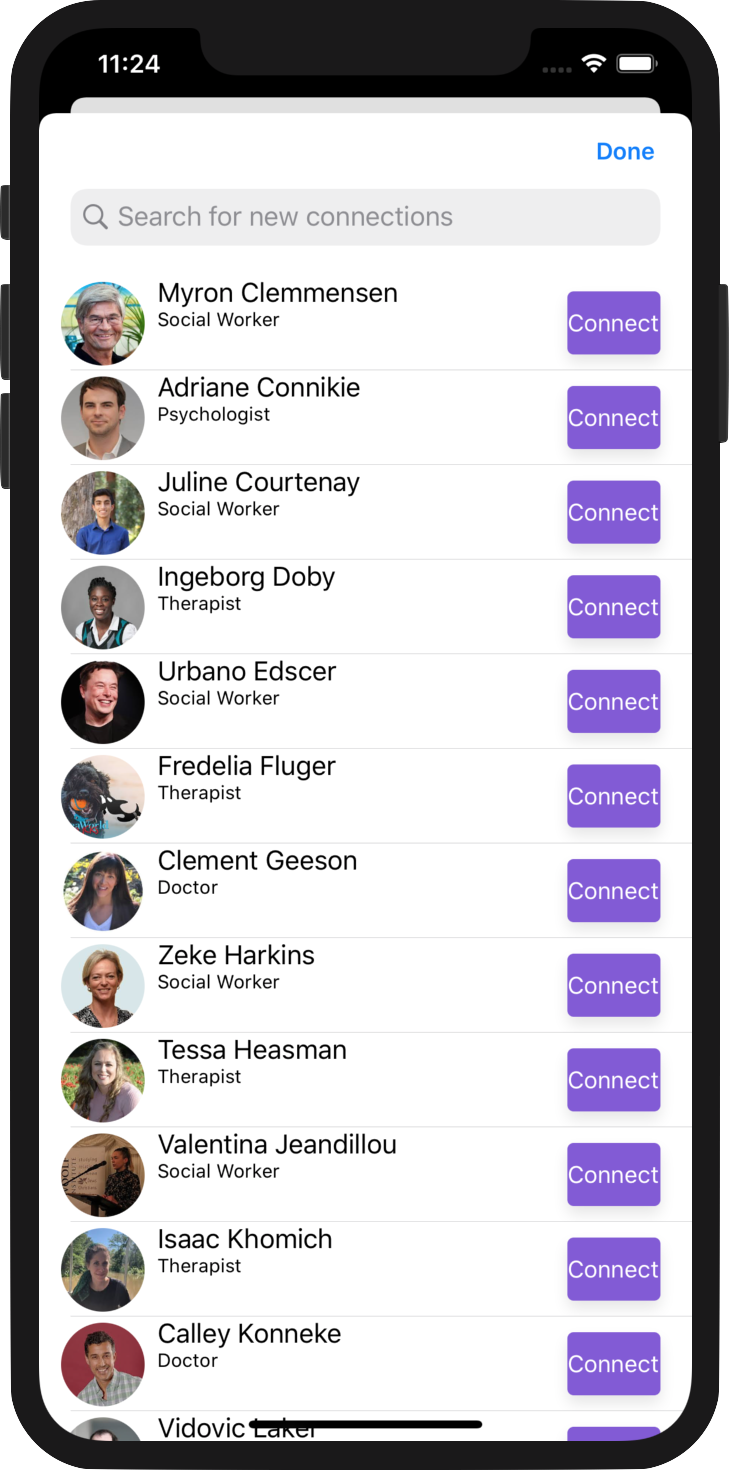 11:24
Done
Search for new connections
Myron Clemmensen
Social Worker
Connect
Adriane Connikie
Psychologist
Connect
Juline Courtenay
Social Worker
Connect
Ingeborg Doby
Therapist
Connect
Urbano Edscer
Social Worker
Connect
Fredelia Fluger
Therapist
Connect
Clement Geeson
Doctor
Connect
Zeke Harkins
Social Worker
Connect
Tessa Heasman
Therapist
Connect
Valentina Jeandillou
Social Worker
Connect
Isaac Khomich
Therapist
Connect
Calley Konneke
Doctor
Connect
Vidovic Laker